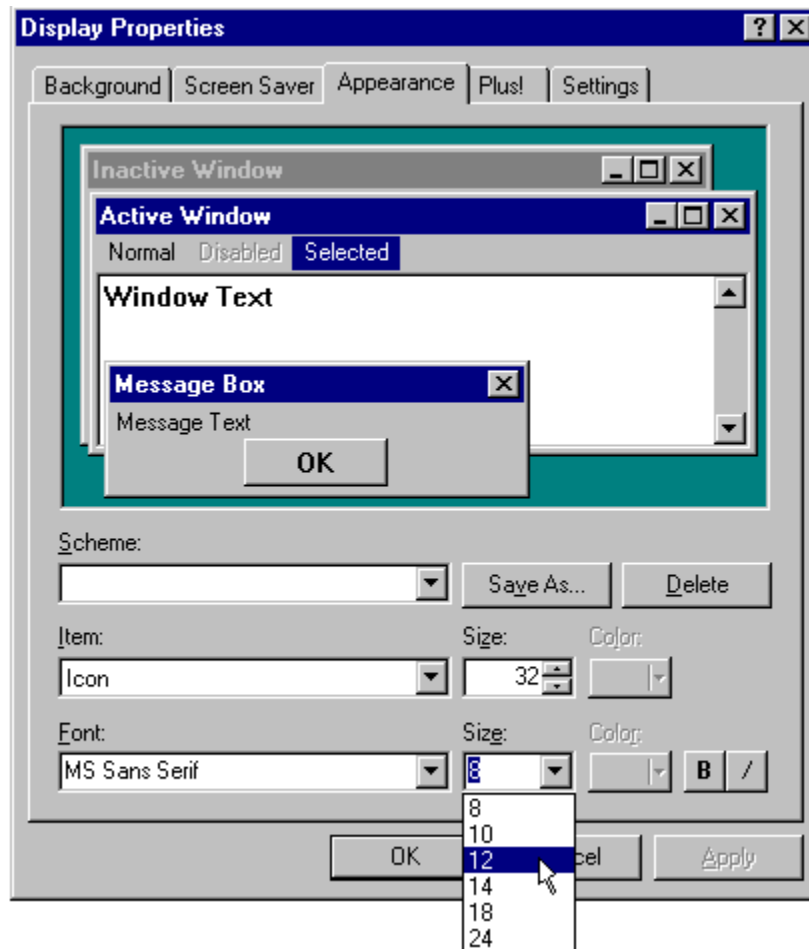 Display Properties
Background Screen Saver Appearance Plus! Settings
Inactive Window
Active Window
Normal Disabled Selected
Window Text
Message Box
Message Text
OK
Scheme:
Save As... Delete
Item: Size: Color:
Icon 32
Font: Size: Color:
MS Sans Serif 8 B /
8
10
OK 12 cel Apply
14
18
24